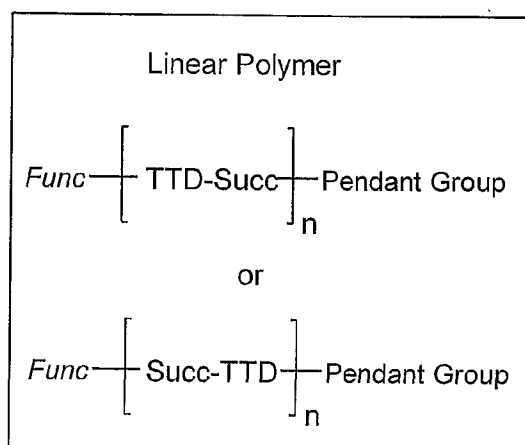 Linear Polymer
Func TTD-Succ Pendant Group
n
or
Func Succ-TTD Pendant Group
n